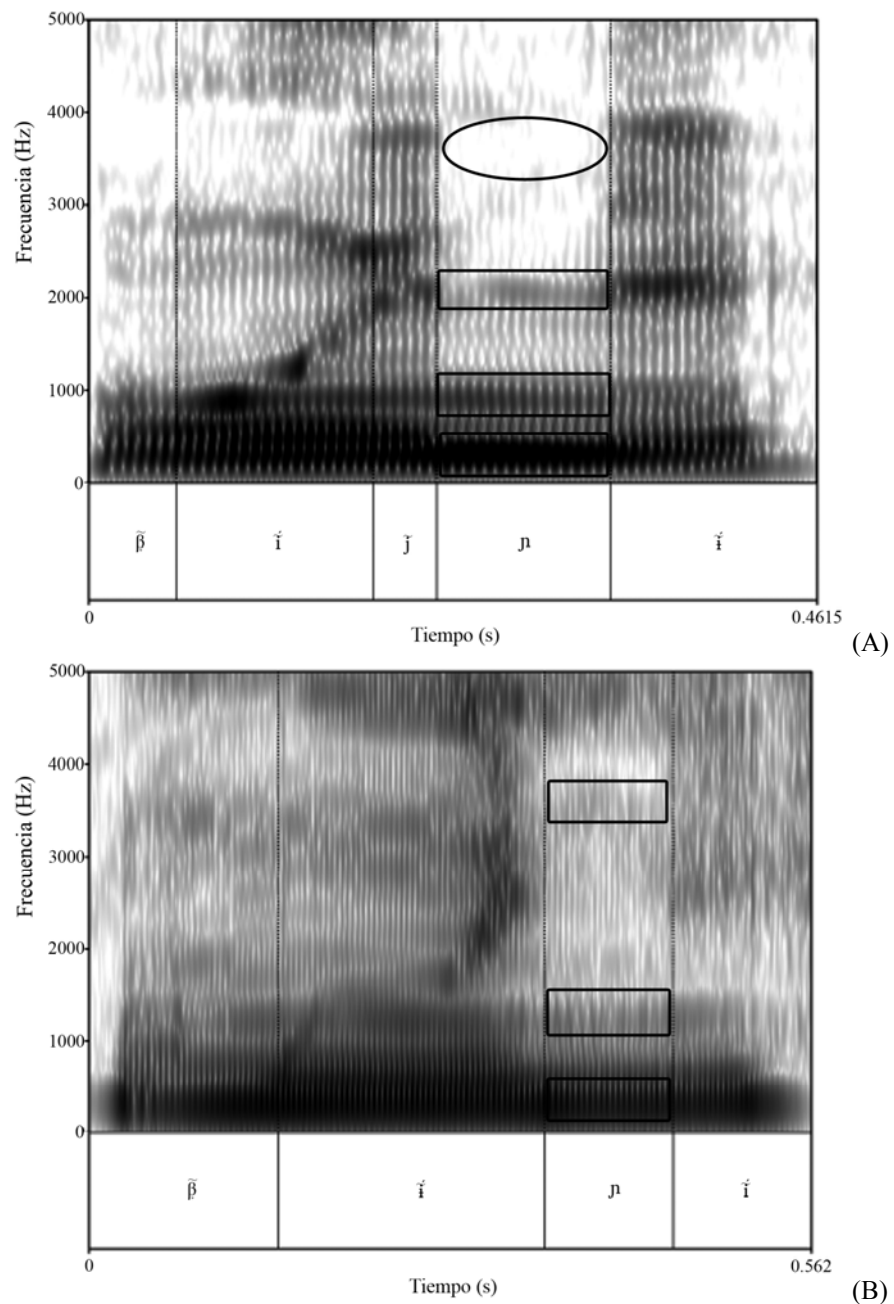 5000
4000
3000
2000
1000
0
Frecuencia (Hz)
β̞̃ ĩ́ j̃ ɲ ɨ̃́
0 0.4615
Tiempo (s)
(A)
5000
4000
3000
2000
1000
0
Frecuencia (Hz)
β̞̃ ɨ̃́ ɲ ĩ́
0 0.562
Tiempo (s)
(B)